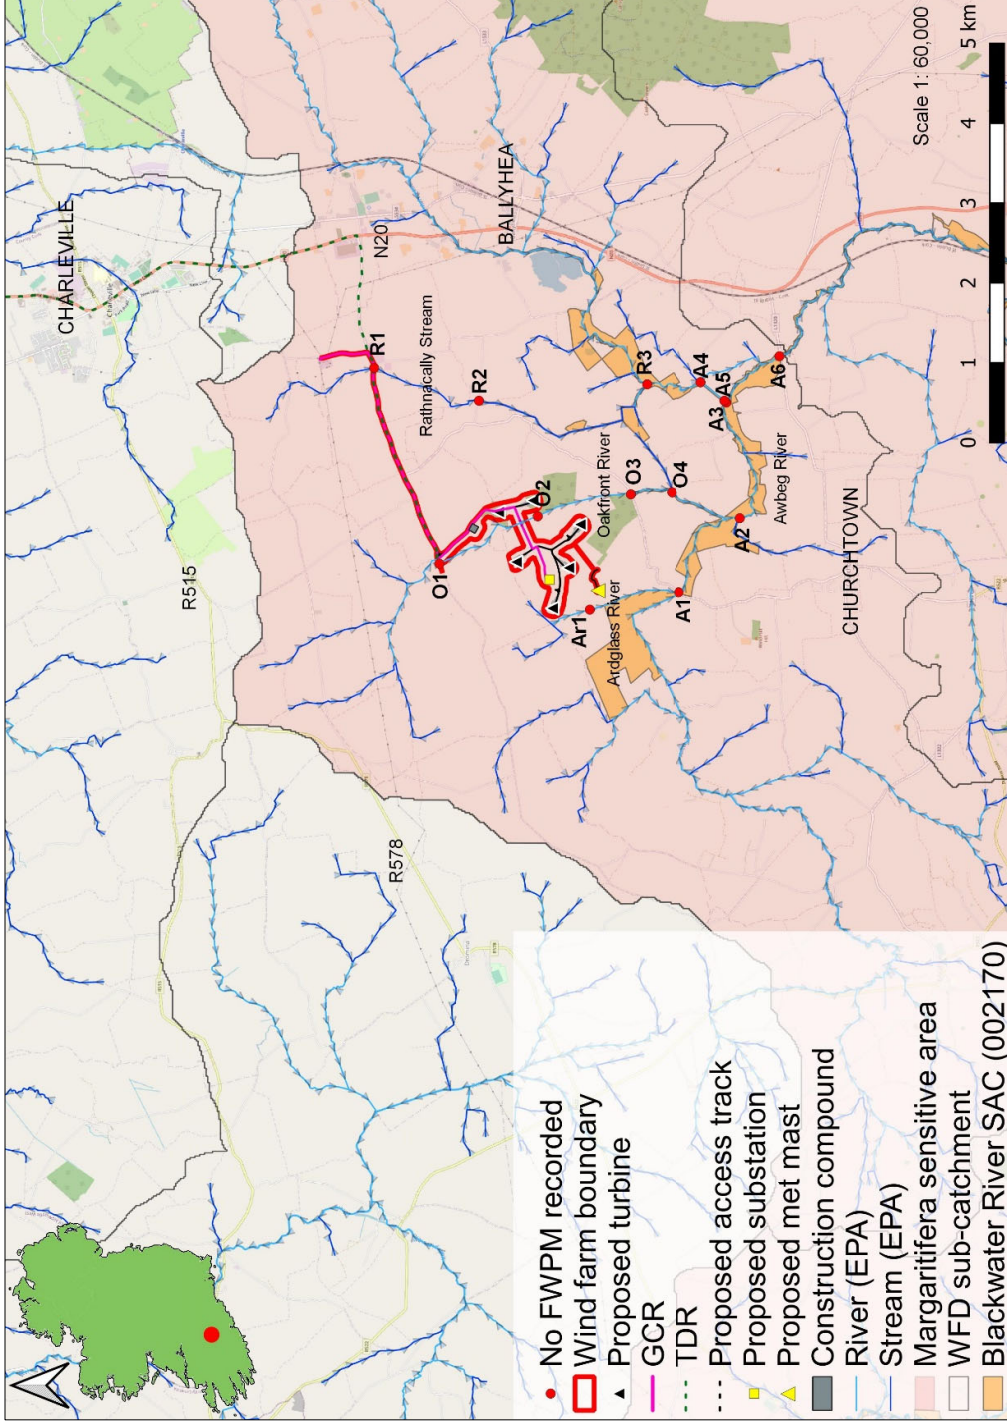 CHARLEVILLE
Charleville
R515
N20
R1
Rathnacally Stream
R2
BALLYHEA
R578
O1
O2
Oakfront River
O3
O4
R3
A4
A5
A3
A6
Ar1
Ardglass River
A1
A2
Awbeg River
CHURCHTOWN
No FWPM recorded
Wind farm boundary
Proposed turbine
GCR
TDR
Proposed access track
Proposed substation
Proposed met mast
Construction compound
River (EPA)
Stream (EPA)
Margaritifera sensitive area
WFD sub-catchment
Blackwater River SAC (002170)
Scale 1: 60,000
0 1 2 3 4 5 km